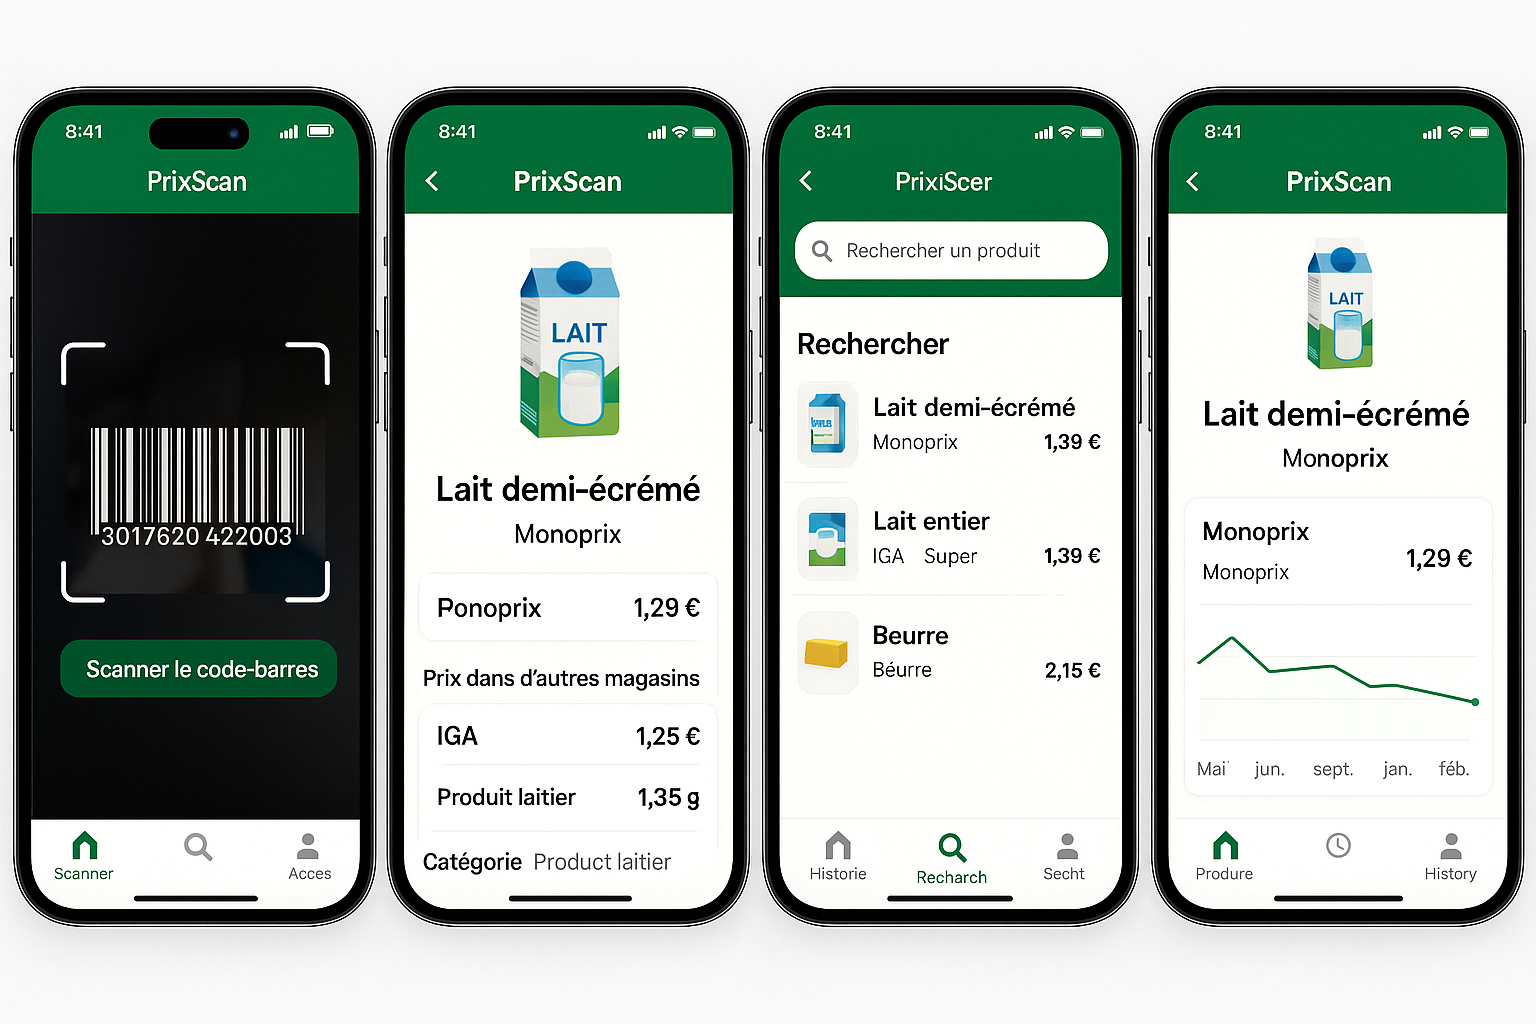 8:41
PrixScan
3017620 422003
Scanner le code-barres
Scanner
Acces
8:41
PrixScan
LAIT
Lait demi-écrémé
Monoprix
Ponoprix 1,29 €
Prix dans d'autres magasins
IGA 1,25 €
Produit laitier 1,35 g
Catégorie Product laitier
8:41
PrixiScer
Rechercher un produit
Rechercher
Lait demi-écrémé
Monoprix 1,39 €
Lait entier
IGA Super 1,39 €
Beurre
Béurre 2,15 €
Historie
Recharch
Secht
8:41
PrixScan
LAIT
Lait demi-écrémé
Monoprix
Monoprix
Monoprix 1,29 €
Mai jun. sept. jan. féb.
Produre
History